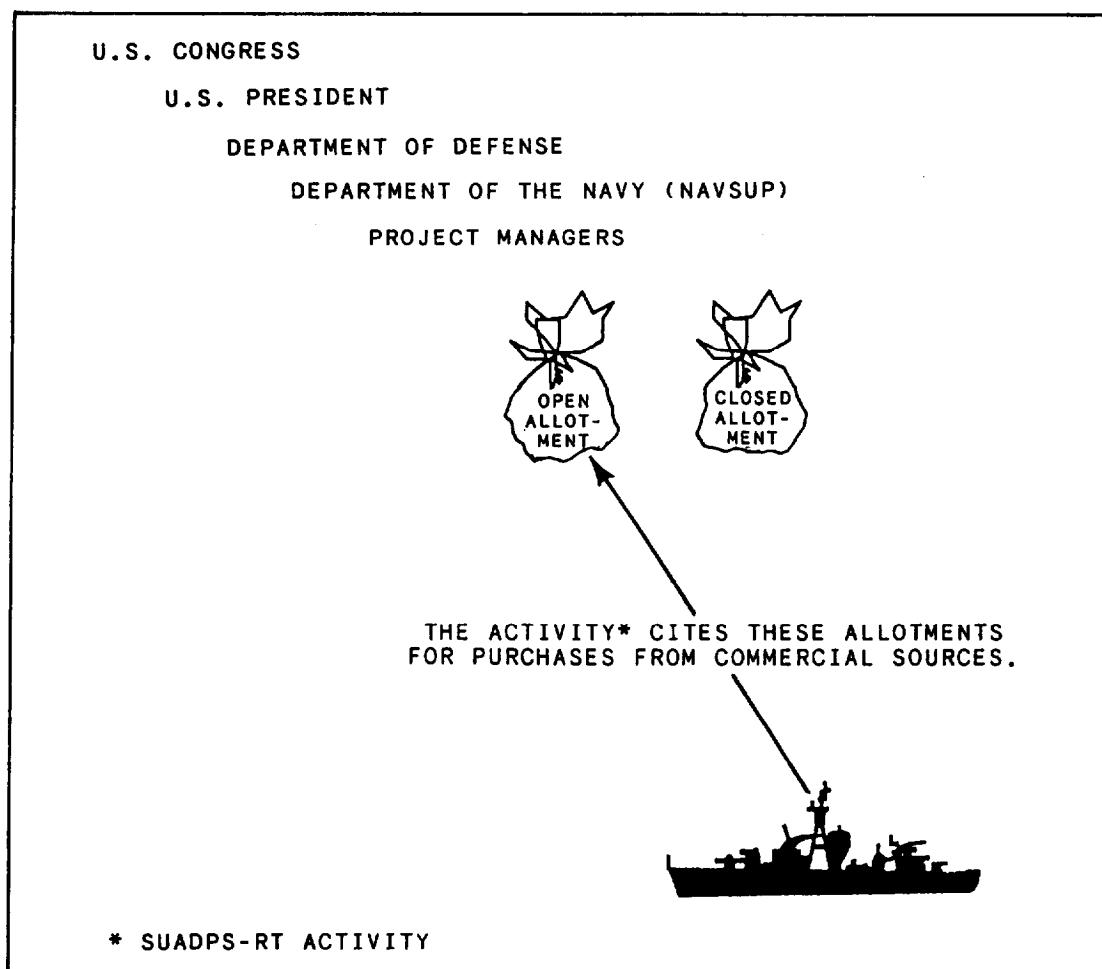 U.S. CONGRESS
U.S. PRESIDENT
DEPARTMENT OF DEFENSE
DEPARTMENT OF THE NAVY (NAVSUP)
PROJECT MANAGERS
$ $
OPEN
ALLOT-
MENT
CLOSED
ALLOT-
MENT
THE ACTIVITY* CITES THESE ALLOTMENTS
FOR PURCHASES FROM COMMERCIAL SOURCES.
* SUADPS-RT ACTIVITY